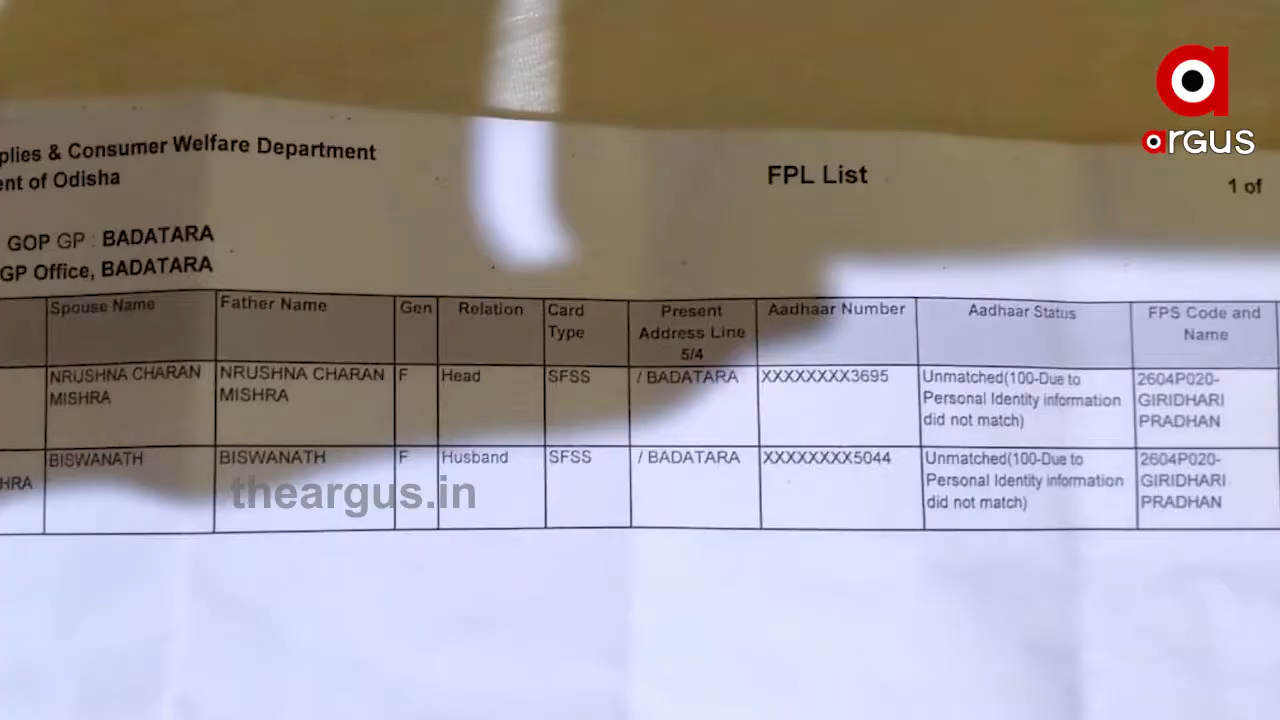 argus
plies & Consumer Welfare Department
ent of Odisha
FPL List
1 of
GOP GP : BADATARA
GP Office, BADATARA
Spouse Name Father Name Gen Relation Card Type Present Address Line 5/4 Aadhaar Number Aadhaar Status FPS Code and Name
NRUSHNA CHARAN MISHRA NRUSHNA CHARAN MISHRA F Head SFSS / BADATARA XXXXXXXX3695 Unmatched(100-Due to Personal Identity information did not match) 2604P020-GIRIDHARI PRADHAN
HRA BISWANATH BISWANATH F Husband SFSS / BADATARA XXXXXXXX5044 Unmatched(100-Due to Personal Identity information did not match) 2604P020-GIRIDHARI PRADHAN
theargus.in